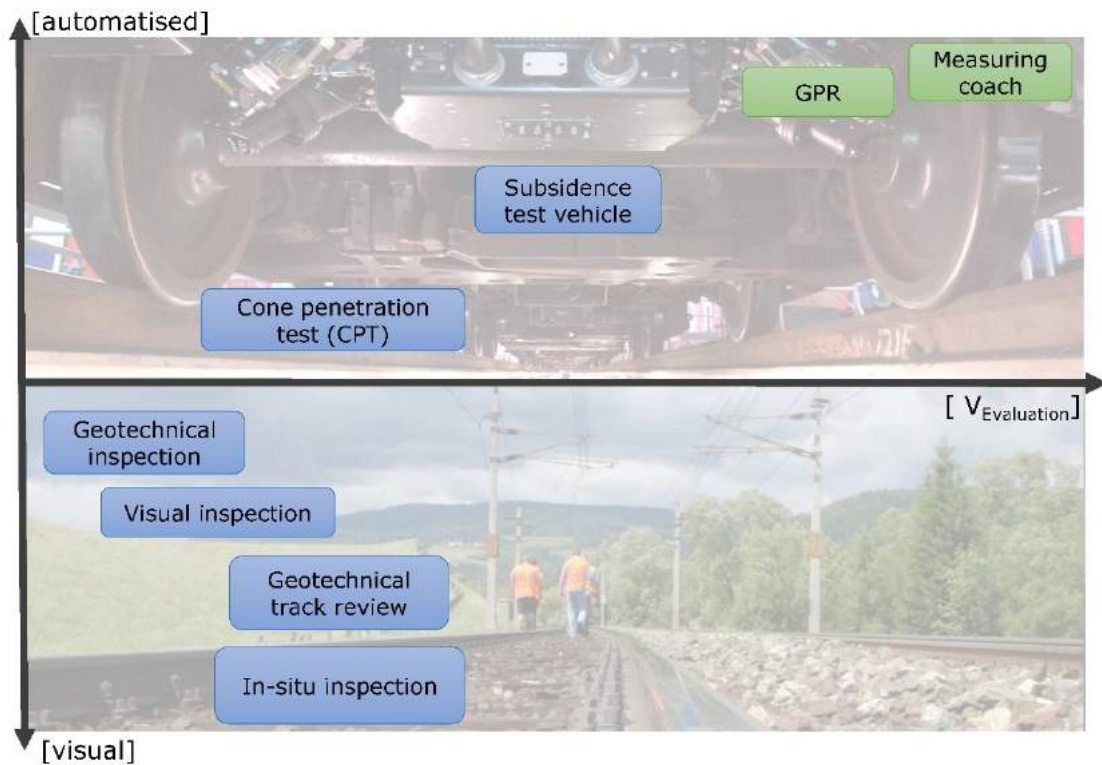 [automatised]
Measuring
coach
GPR
Subsidence
test vehicle
Cone penetration
test (CPT)
[ VEvaluation]
Geotechnical
inspection
Visual inspection
Geotechnical
track review
In-situ inspection
[visual]